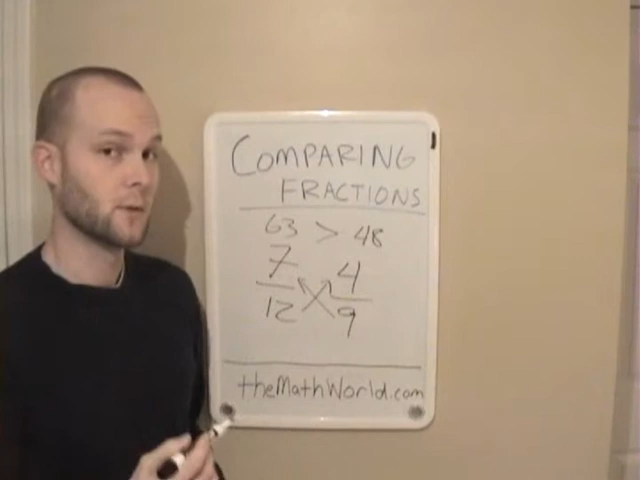 COMPARING
FRACTIONS
63 > 48
7 4
12 9
theMathWorld.com